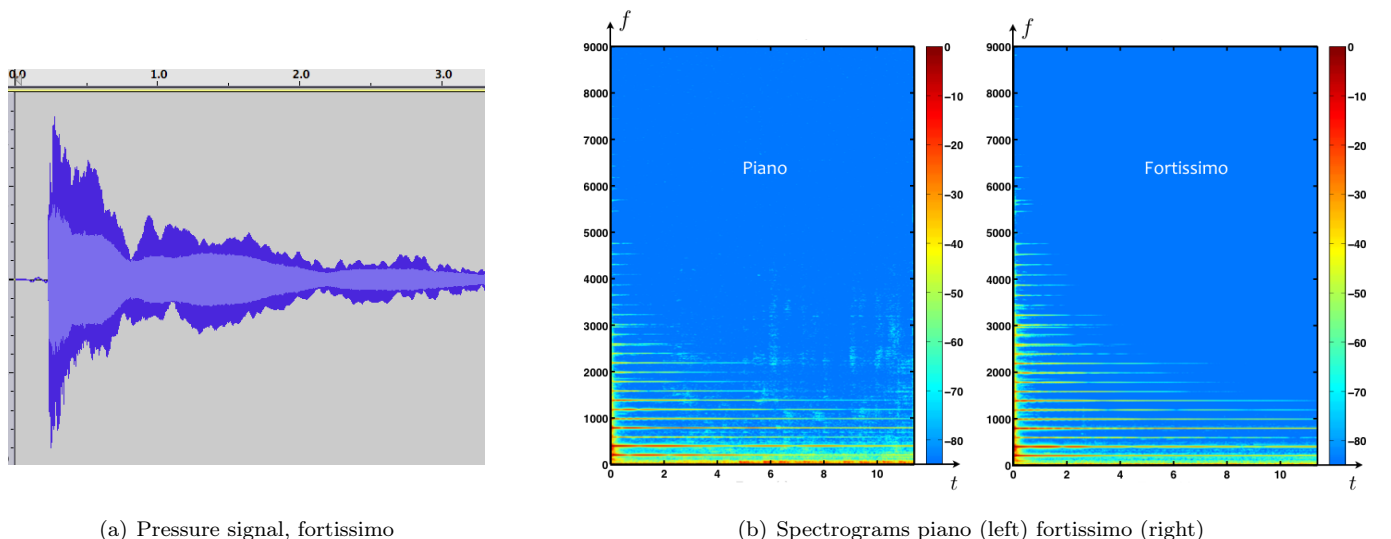 0.0 1.0 2.0 3.0
f f
9000 0 9000 0
8000 −10 8000 −10
7000 −20 7000 −20
Piano Fortissimo
6000 −30 6000 −30
5000 −40 5000 −40
4000 −50 4000 −50
3000 −60 3000 −60
2000 −70 2000 −70
1000 −80 1000 −80
0 0
0 2 4 6 8 10 t 0 2 4 6 8 10 t
(a) Pressure signal, fortissimo (b) Spectrograms piano (left) fortissimo (right)